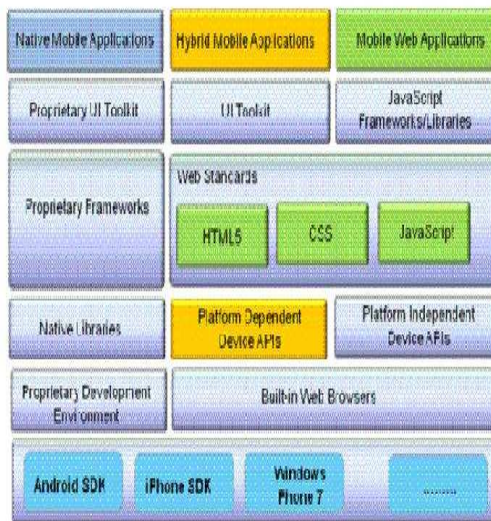 Native Mobile Applications
Hybrid Mobile Applications
Mobile Web Applications
Proprietary UI Toolkit
UI Toolkit
JavaScript
Frameworks/Libraries
Proprietary Frameworks
Web Standards
HTML5
CSS
JavaScript
Native Libraries
Platform Dependent
Device APIs
Platform Independent
Device APIs
Proprietary Development
Environment
Built-in Web Browsers
Android SDK
iPhone SDK
Windows
Phone 7
.........